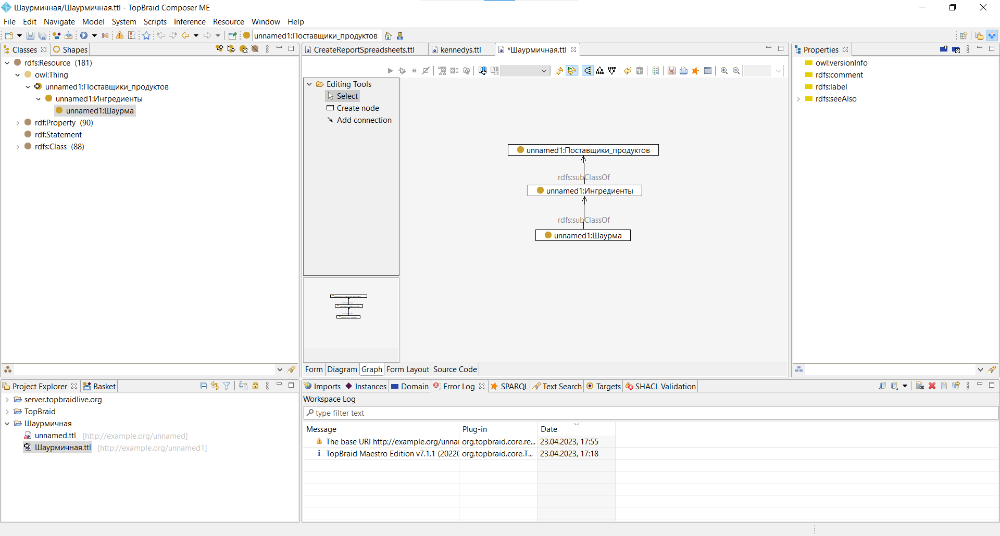 Шаурмичная/Шаурмичная.ttl - TopBraid Composer ME
File Edit Navigate Model System Scripts Inference Resource Window Help
unnamed1:Поставщики_продуктов
Classes Shapes
rdfs:Resource (181)
owl:Thing
unnamed1:Поставщики_продуктов
unnamed1:Ингредиенты
unnamed1:Шаурма
rdf:Property (90)
rdf:Statement
rdfs:Class (88)
CreateReportSpreadsheets.ttl kennedys.ttl *Шаурмичная.ttl
Editing Tools
Select
Create node
Add connection
unnamed1:Поставщики_продуктов
rdfs:subClassOf
unnamed1:Ингредиенты
rdfs:subClassOf
unnamed1:Шаурма
Form Diagram Graph Form Layout Source Code
Properties
owl:versionInfo
rdfs:comment
rdfs:label
rdfs:seeAlso
Project Explorer Basket
server.topbraidlive.org
TopBraid
Шаурмичная
unnamed.ttl [http://example.org/unnamed]
Шаурмичная.ttl [http://example.org/unnamed1]
Imports Instances Domain Error Log SPARQL Text Search Targets SHACL Validation
Workspace Log
type filter text
Message Plug-in Date
The base URI http://example.org/unnar org.topbraid.core.re... 23.04.2023, 17:55
TopBraid Maestro Edition v7.1.1 (20220 org.topbraid.core.T... 23.04.2023, 17:18